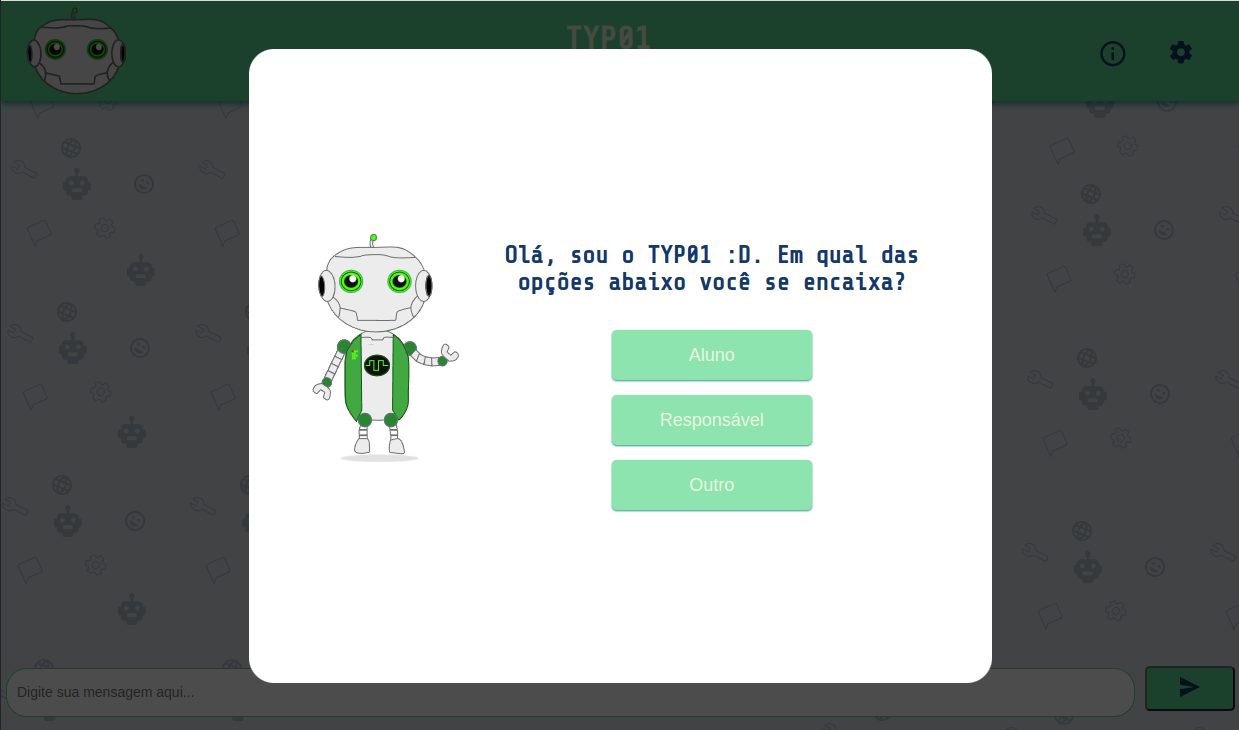 TYP01
Olá, sou o TYP01 :D. Em qual das
opções abaixo você se encaixa?
Aluno
Responsável
Outro
Digite sua mensagem aqui...